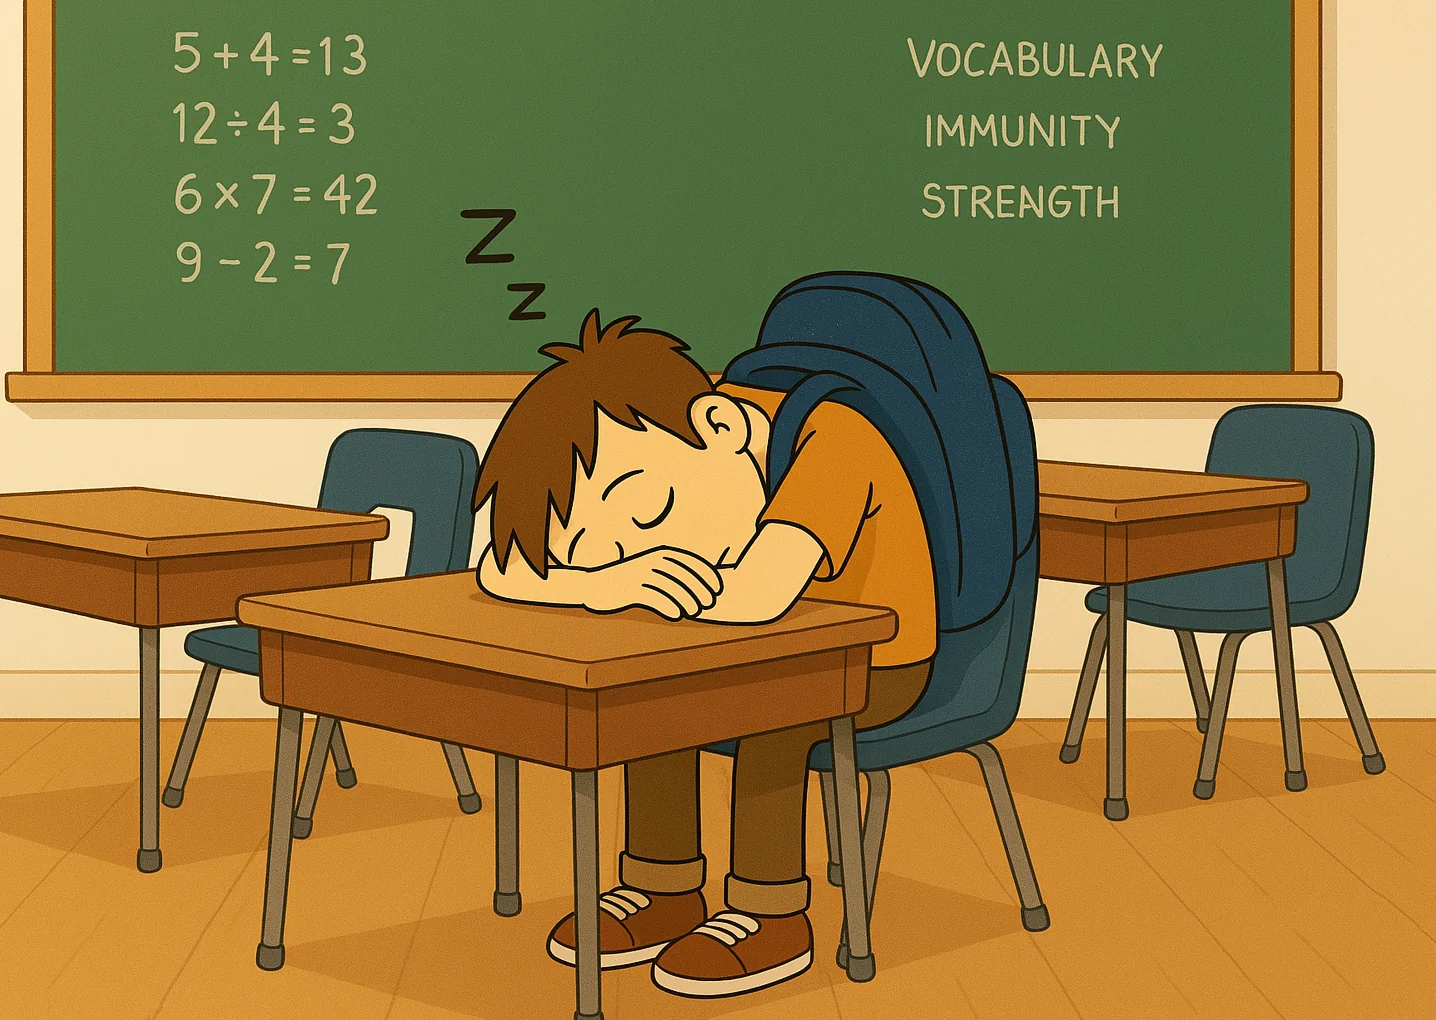 5 + 4 = 13
12 ÷ 4 = 3
6 × 7 = 42
9 − 2 = 7
VOCABULARY
IMMUNITY
STRENGTH
Z
z